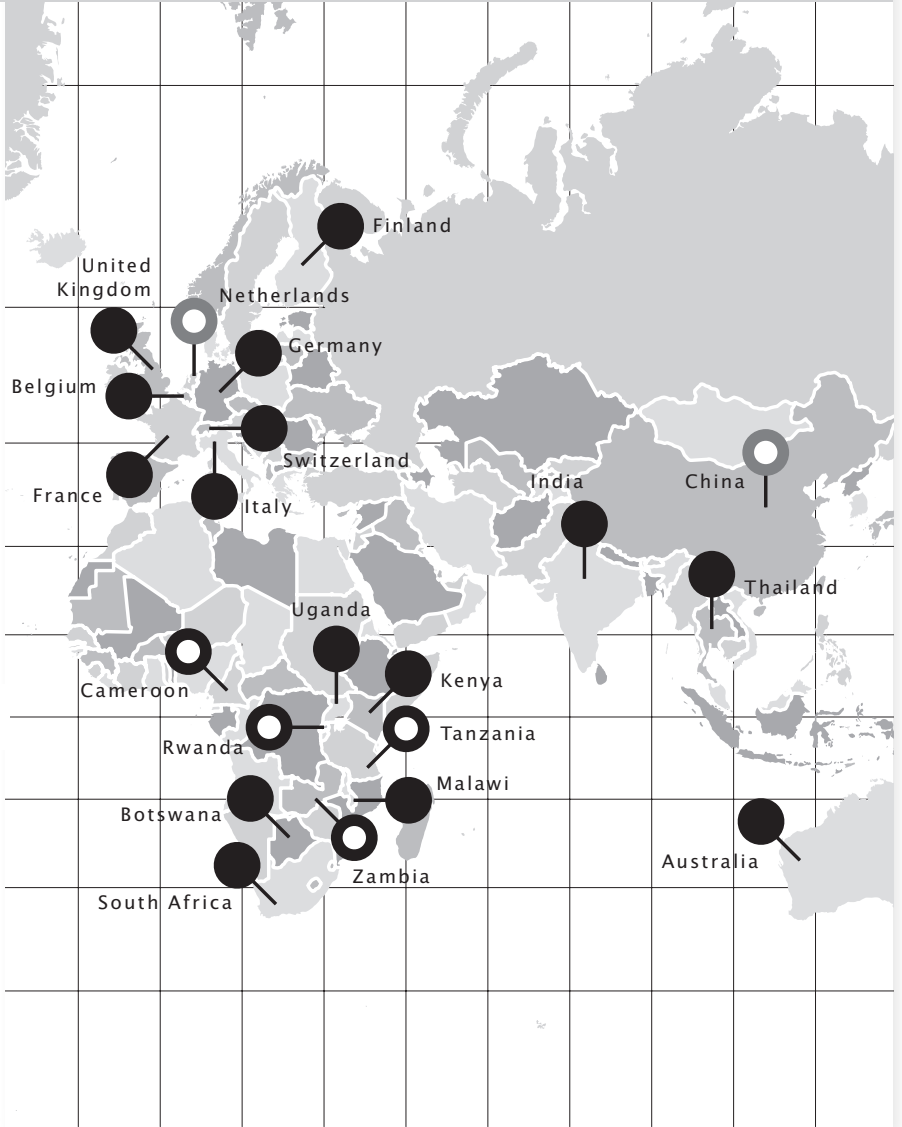 Finland
United
Kingdom
Netherlands
Germany
Belgium
Switzerland
France
Italy
India
China
Thailand
Uganda
Cameroon
Kenya
Rwanda
Tanzania
Malawi
Botswana
Zambia
Australia
South Africa